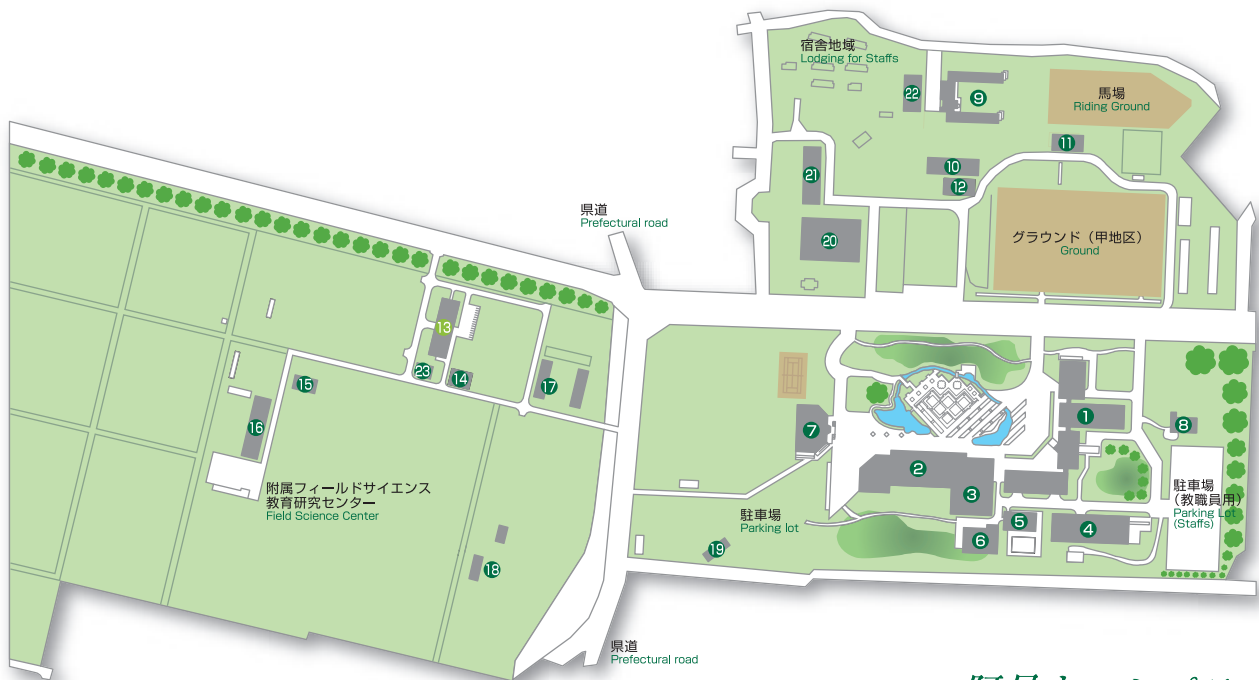 宿舎地域
Lodging for Staffs
22
9
馬場
Riding Ground
11
10
12
21
20
県道
Prefectural road
グラウンド（甲地区）
Ground
13
23
14
15
16
17
附属フィールドサイエンス
教育研究センター
Field Science Center
18
7
1
8
2
3
駐車場
（教職員用）
Parking Lot
(Staffs)
駐車場
Parking lot
5
4
6
19
県道
Prefectural road